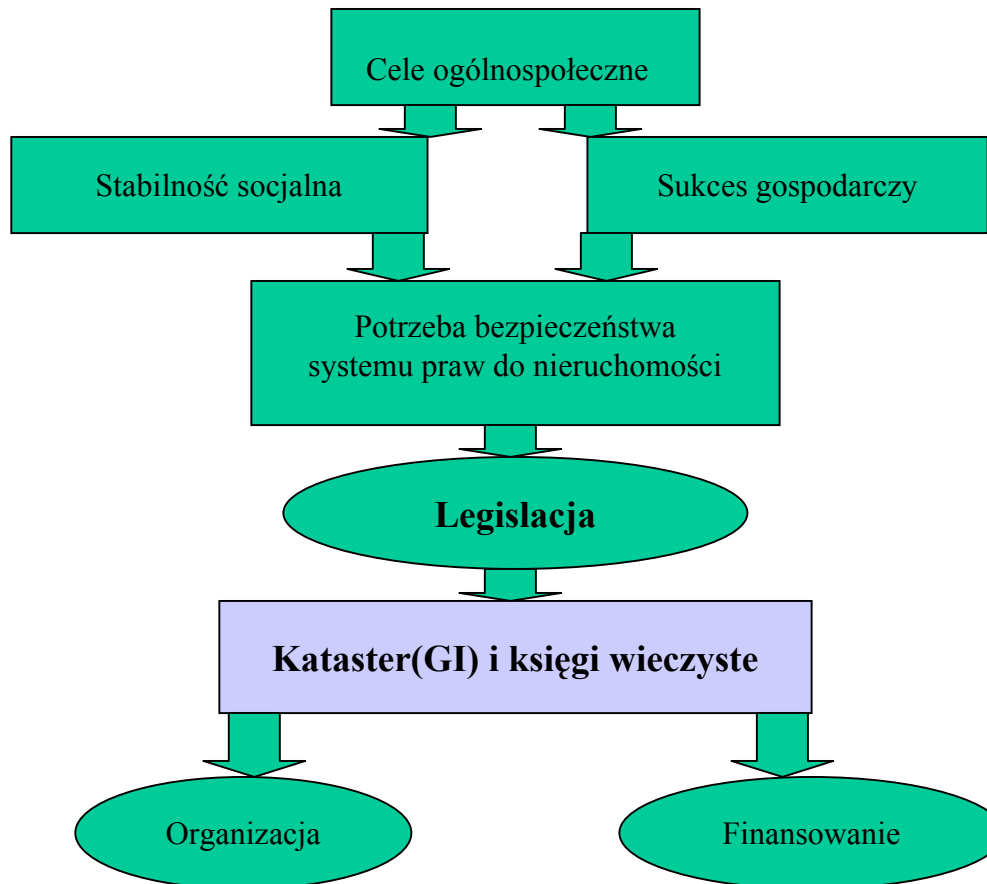 Cele ogólnospołeczne
Stabilność socjalna
Sukces gospodarczy
Potrzeba bezpieczeństwa
systemu praw do nieruchomości
Legislacja
Kataster(GI) i księgi wieczyste
Organizacja
Finansowanie